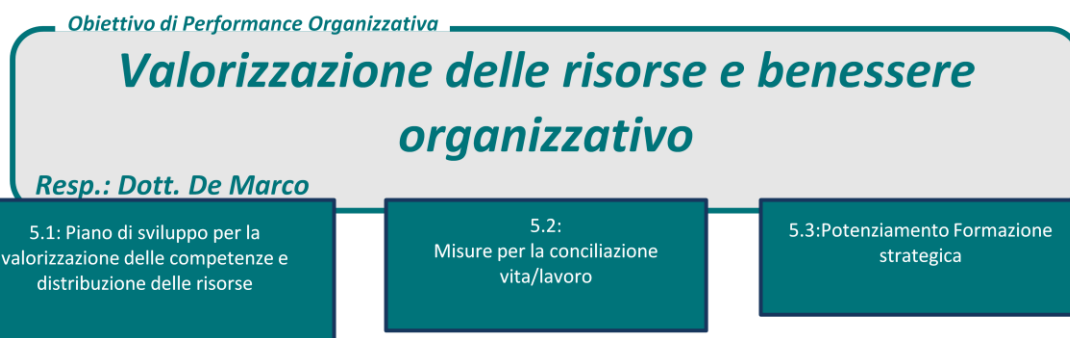 Obiettivo di Performance Organizzativa
Valorizzazione delle risorse e benessere
organizzativo
Resp.: Dott. De Marco
5.1: Piano di sviluppo per la
valorizzazione delle competenze e
distribuzione delle risorse
5.2:
Misure per la conciliazione
vita/lavoro
5.3:Potenziamento Formazione
strategica